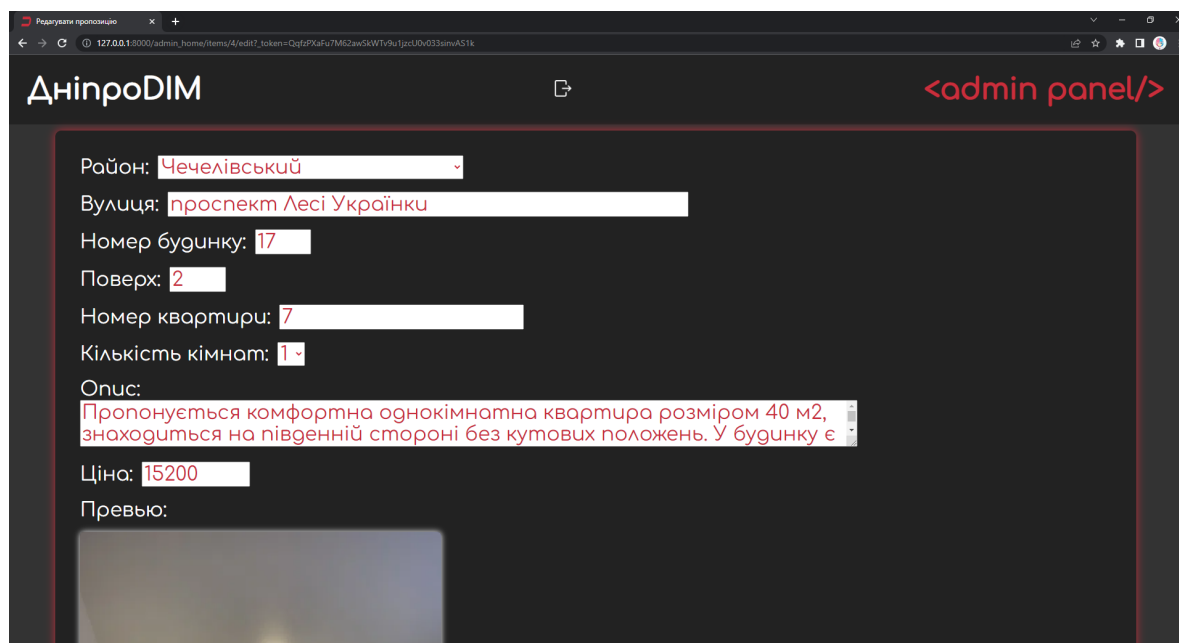 Редагувати пропозицію
127.0.0.1:8000/admin_home/items/4/edit?_token=QqfzPXaFu7M62awSkWTv9u1jzcU0v033sinvAS1k
ДніпроDIM
<admin panel/>
Район: Чечелівський
Вулиця: проспект Лесі Українки
Номер будинку: 17
Поверх: 2
Номер квартири: 7
Кількість кімнат: 1
Опис:
Пропонується комфортна однокімнатна квартира розміром 40 м2,
знаходиться на південній стороні без кутових положень. У будинку є
Ціна: 15200
Превью: